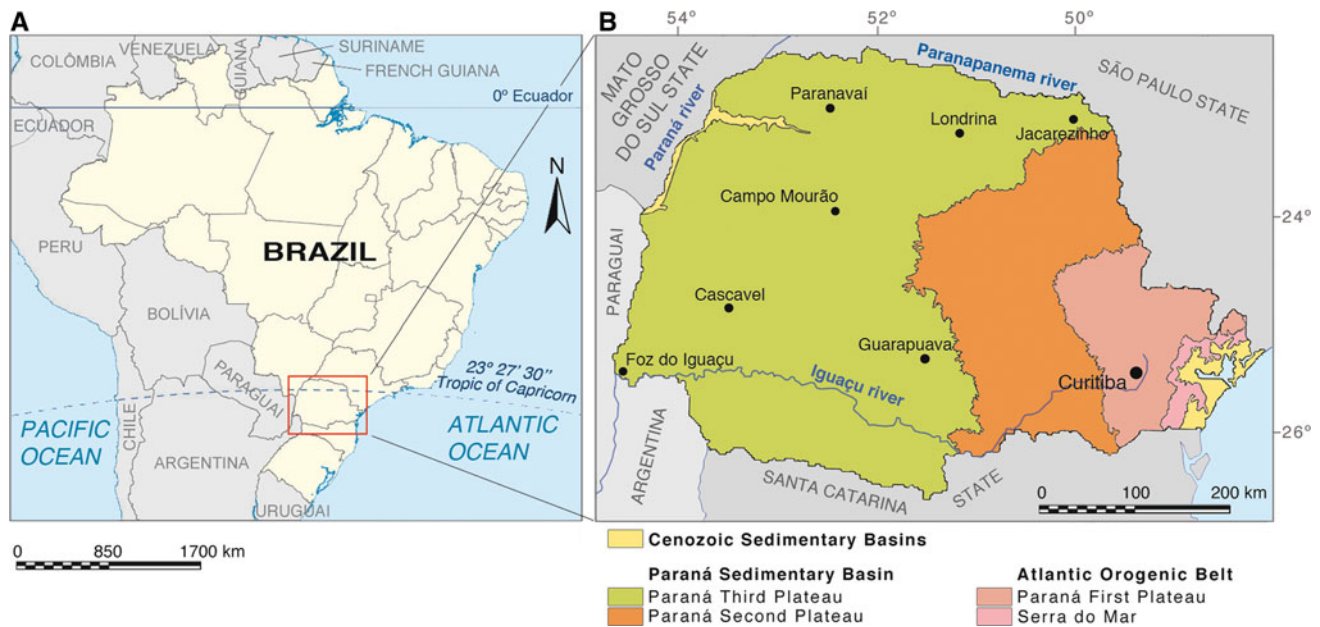 A
COLÔMBIA
VENEZUELA
GUIANA
SURINAME
FRENCH GUIANA
0º Ecuador
ECUADOR
N
PERU
BRAZIL
BOLÍVIA
PARAGUAI
23º 27' 30"
Tropic of Capricorn
PACIFIC
OCEAN
CHILE
ATLANTIC
OCEAN
ARGENTINA
URUGUAI
0 850 1700 km
B
54º 52º 50º
MATO
GROSSO
DO SUL STATE
Paraná river
Paranapanema river
SÃO PAULO STATE
Paranavaí
Londrina
Jacarezinho
Campo Mourão
24º
PARAGUAI
Cascavel
Guarapuava
Foz do Iguaçu
Iguaçu river
Curitiba
26º
ARGENTINA
SANTA CATARINA STATE
0 100 200 km
Cenozoic Sedimentary Basins
Paraná Sedimentary Basin
Paraná Third Plateau
Paraná Second Plateau
Atlantic Orogenic Belt
Paraná First Plateau
Serra do Mar